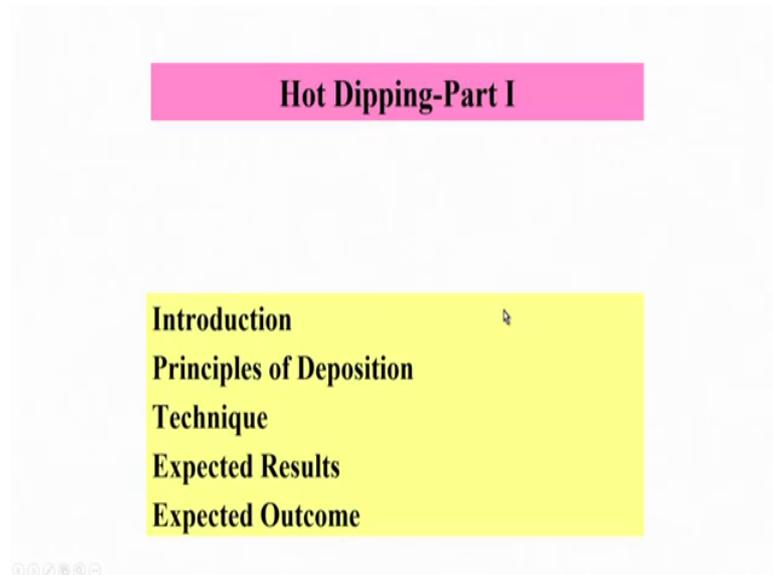 Hot Dipping-Part I
Introduction
Principles of Deposition
Technique
Expected Results
Expected Outcome